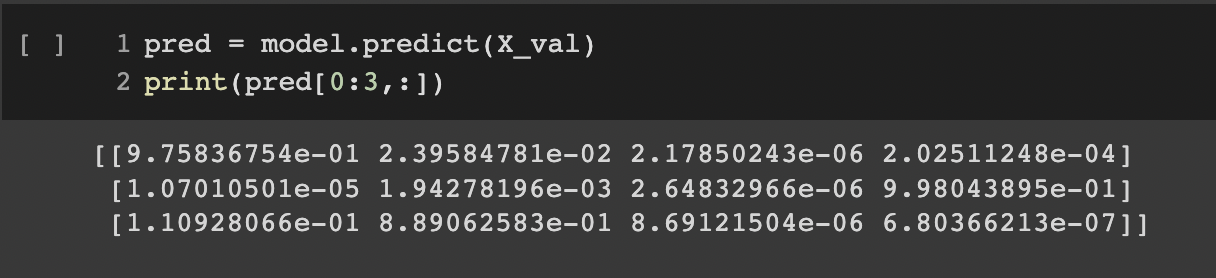 [ ] 1 pred = model.predict(X_val)
2 print(pred[0:3,:])
[[9.75836754e-01 2.39584781e-02 2.17850243e-06 2.02511248e-04]
[1.07010501e-05 1.94278196e-03 2.64832966e-06 9.98043895e-01]
[1.10928066e-01 8.89062583e-01 8.69121504e-06 6.80366213e-07]]